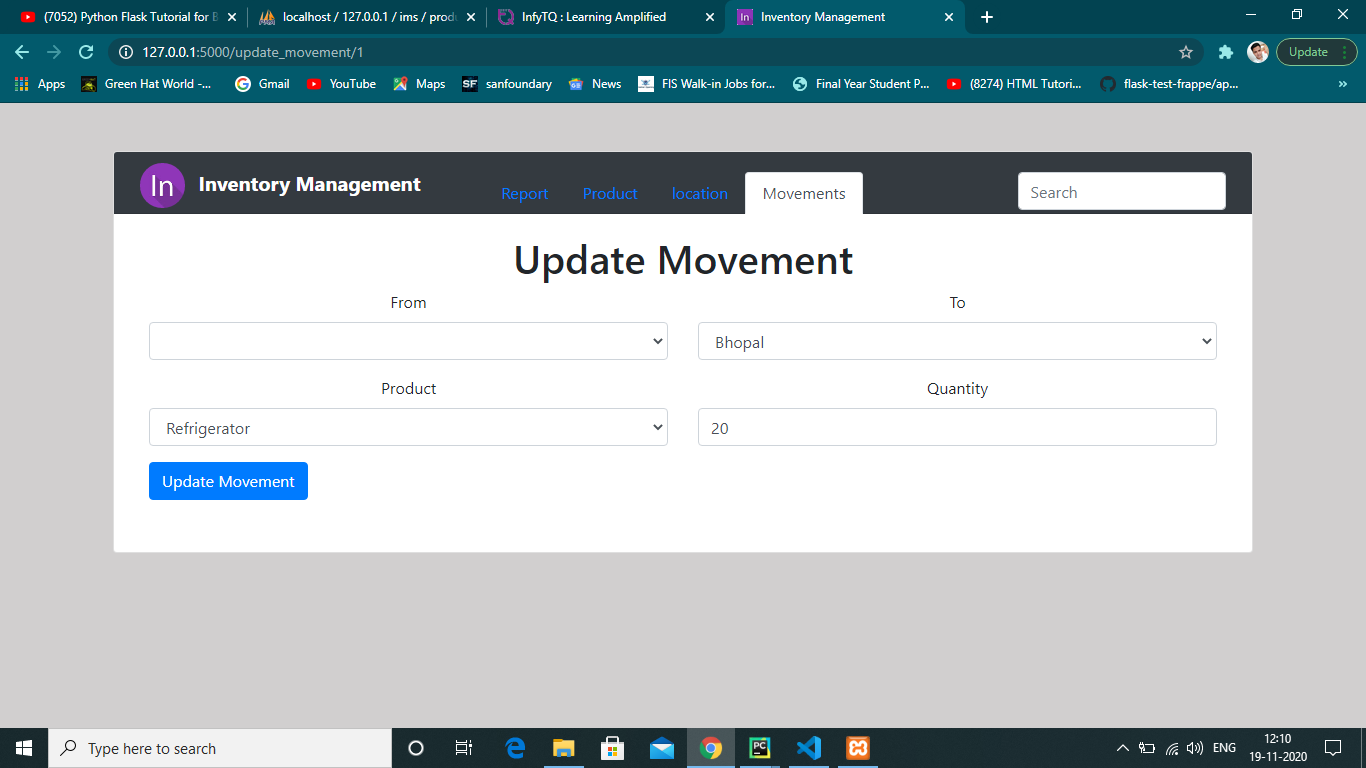 (7052) Python Flask Tutorial for B
localhost / 127.0.0.1 / ims / produ
InfyTQ : Learning Amplified
In Inventory Management
127.0.0.1:5000/update_movement/1
Update
Apps
Green Hat World -...
Gmail
YouTube
Maps
SF sanfoundary
News
FIS Walk-in Jobs for...
Final Year Student P...
(8274) HTML Tutori...
flask-test-frappe/ap...
»
In Inventory Management
Report
Product
location
Movements
Search
Update Movement
From
To
Bhopal
Product
Quantity
Refrigerator
20
Update Movement
Type here to search
PC
ENG
12:10
19-11-2020